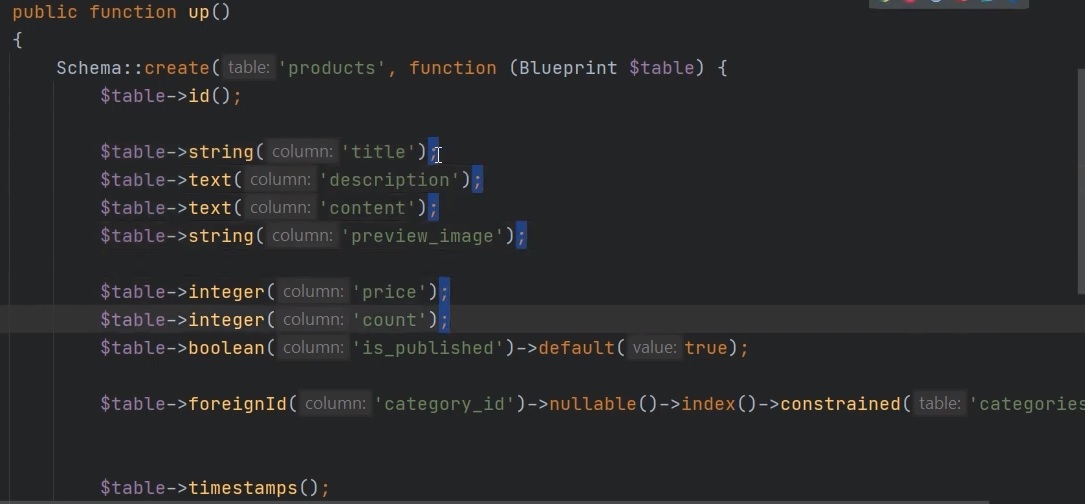 public function up()
{
Schema::create( table: 'products', function (Blueprint $table) {
$table->id();
$table->string( column: 'title');
$table->text( column: 'description');
$table->text( column: 'content');
$table->string( column: 'preview_image');
$table->integer( column: 'price');
$table->integer( column: 'count');
$table->boolean( column: 'is_published')->default( value: true);
$table->foreignId( column: 'category_id')->nullable()->index()->constrained( table: 'categories
$table->timestamps();